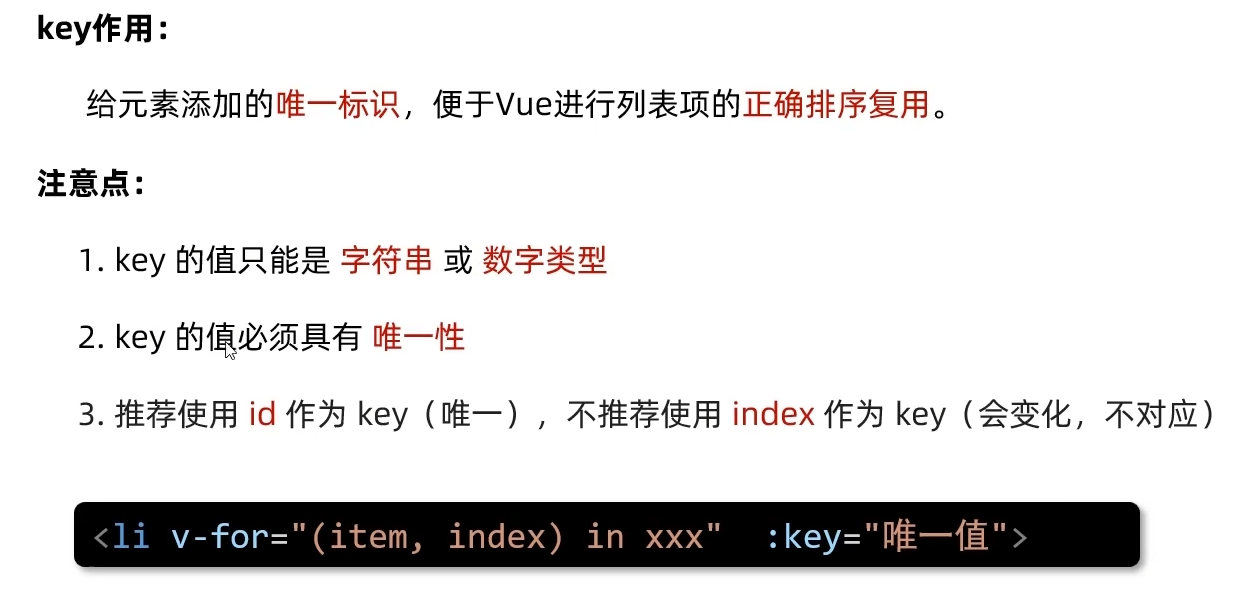 key作用：
给元素添加的唯一标识，便于Vue进行列表项的正确排序复用。
注意点：
1. key 的值只能是 字符串 或 数字类型
2. key 的值必须具有 唯一性
3. 推荐使用 id 作为 key（唯一），不推荐使用 index 作为 key（会变化，不对应）
<li v-for="(item, index) in xxx"  :key="唯一值">